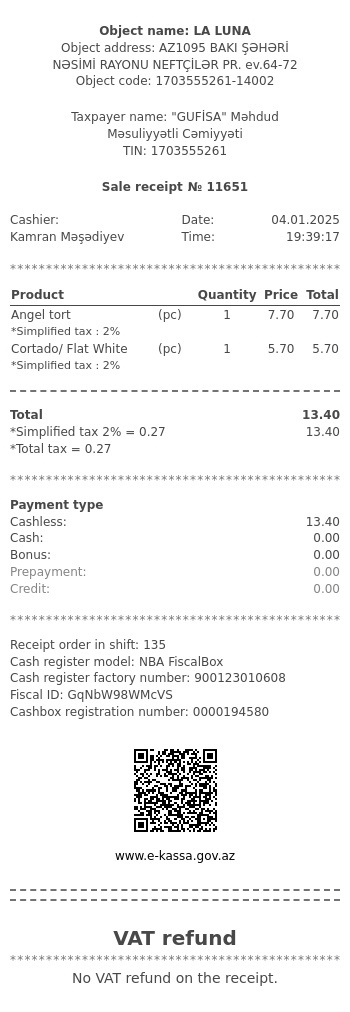 Object name: LA LUNA
Object address: AZ1095 BAKI ŞƏHƏRİ
NƏSİMİ RAYONU NEFTÇİLƏR PR. ev.64-72
Object code: 1703555261-14002
Taxpayer name: "GUFİSA" Məhdud
Məsuliyyətli Cəmiyyəti
TIN: 1703555261
Sale receipt № 11651
Cashier: Date: 04.01.2025
Kamran Məşədiyev Time: 19:39:17
********************************************
Product Quantity Price Total
Angel tort (pc) 1 7.70 7.70
*Simplified tax : 2%
Cortado/ Flat White (pc) 1 5.70 5.70
*Simplified tax : 2%
Total 13.40
*Simplified tax 2% = 0.27 13.40
*Total tax = 0.27
********************************************
Payment type
Cashless: 13.40
Cash: 0.00
Bonus: 0.00
Prepayment: 0.00
Credit: 0.00
********************************************
Receipt order in shift: 135
Cash register model: NBA FiscalBox
Cash register factory number: 900123010608
Fiscal ID: GqNbW98WMcVS
Cashbox registration number: 0000194580
www.e-kassa.gov.az
VAT refund
********************************************
No VAT refund on the receipt.